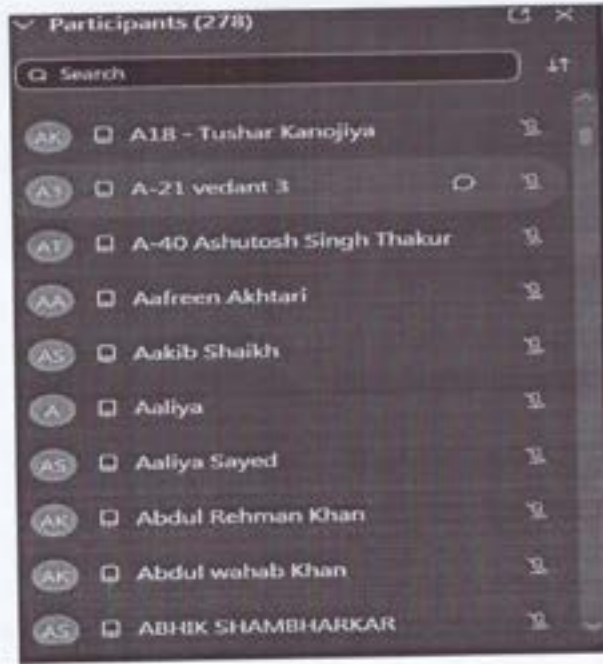 Participants (278)
Search
AK A18 - Tushar Kanojiya
A3 A-21 vedant 3
AT A-40 Ashutosh Singh Thakur
AA Aafreen Akhtari
AS Aakib Shaikh
A Aaliya
AS Aaliya Sayed
AK Abdul Rehman Khan
AK Abdul wahab Khan
AS ABHIK SHAMBHARKAR